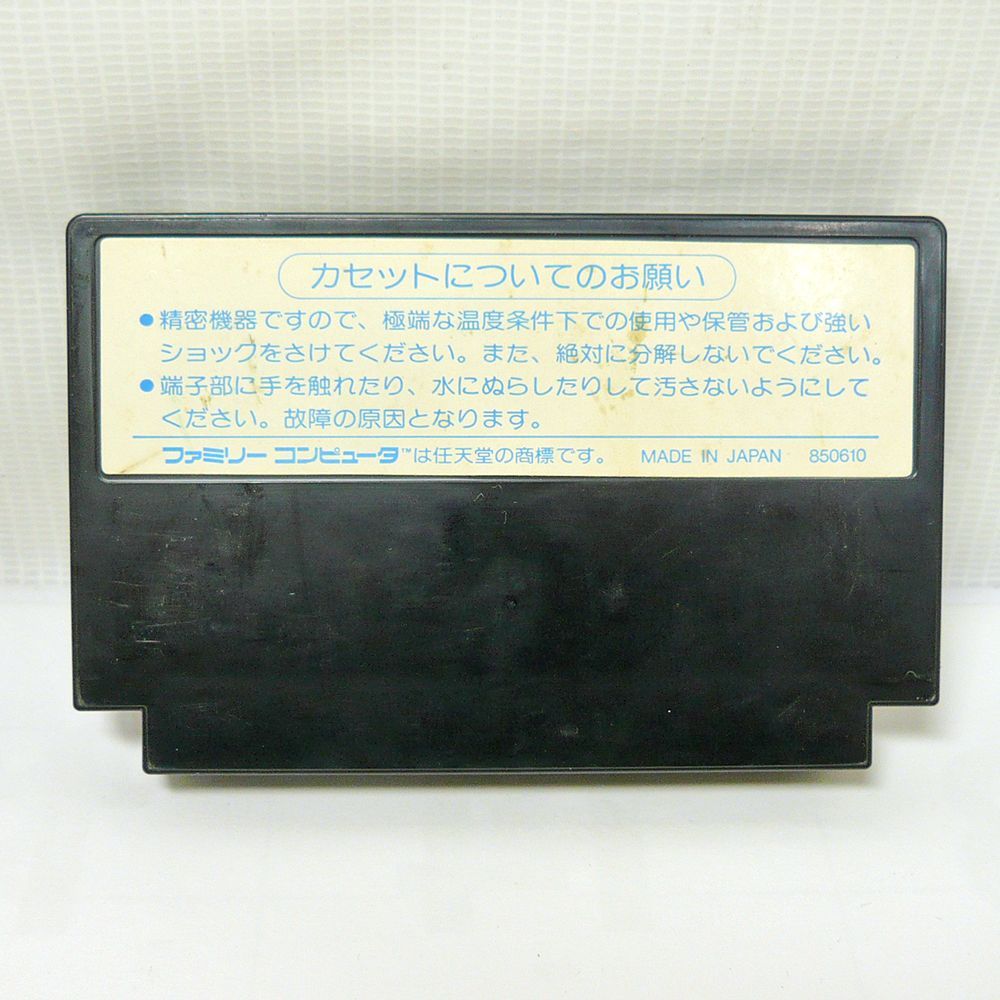 カセットについてのお願い
●精密機器ですので、極端な温度条件下での使用や保管および強い
ショックをさけてください。また、絶対に分解しないでください。
●端子部に手を触れたり、水にぬらしたりして汚さないようにして
ください。故障の原因となります。
ファミリー コンピュータ™は任天堂の商標です。 MADE IN JAPAN 850610